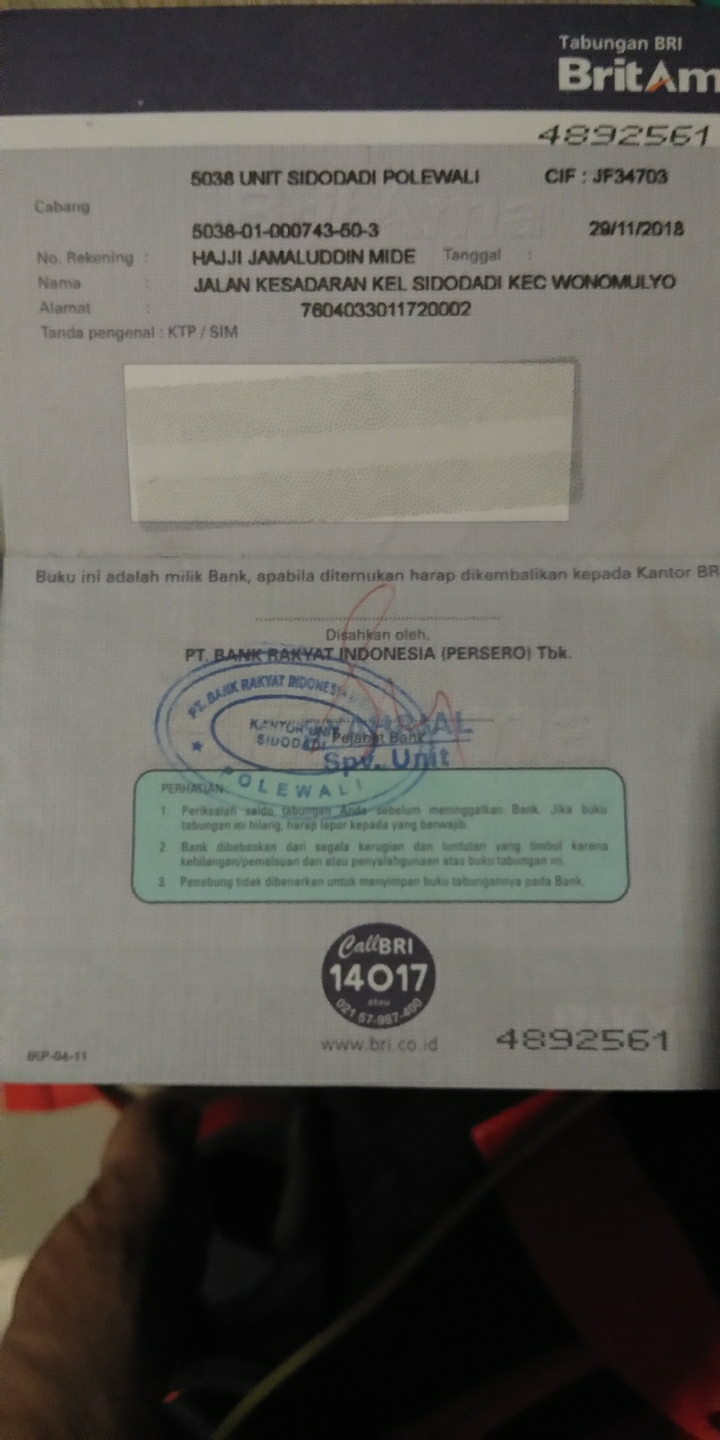 Tabungan BRI
BritAm
4892561
5038 UNIT SIDODADI POLEWALI CIF : JF34703
Cabang
5038-01-000743-50-3 29/11/2018
No. Rekening : HAJJI JAMALUDDIN MIDE Tanggal :
Nama : JALAN KESADARAN KEL SIDODADI KEC WONOMULYO
Alamat : 7604033011720002
Tanda pengenal : KTP / SIM
Buku ini adalah milik Bank, apabila ditemukan harap dikembalikan kepada Kantor BR
Disahkan oleh,
PT. BANK RAKYAT INDONESIA (PERSERO) Tbk.
PT. BANK RAKYAT INDONESIA
KANTOR UNIT
SIDODADI
POLEWALI
Pejabat Bank
Spv. Unit
PERHATIAN :
1. Periksalah saldo tabungan Anda sebelum meninggalkan Bank. Jika buku
tabungan ini hilang, harap lapor kepada yang berwajib.
2. Bank dibebaskan dari segala kerugian dan tuntutan yang timbul karena
kehilangan/pemalsuan dan atau penyalahgunaan atas buku tabungan ini.
3. Penabung tidak dibenarkan untuk menyimpan buku tabungannya pada Bank.
CallBRI
14017
atau
021 57-987-400
www.bri.co.id
4892561
BKP-04-11